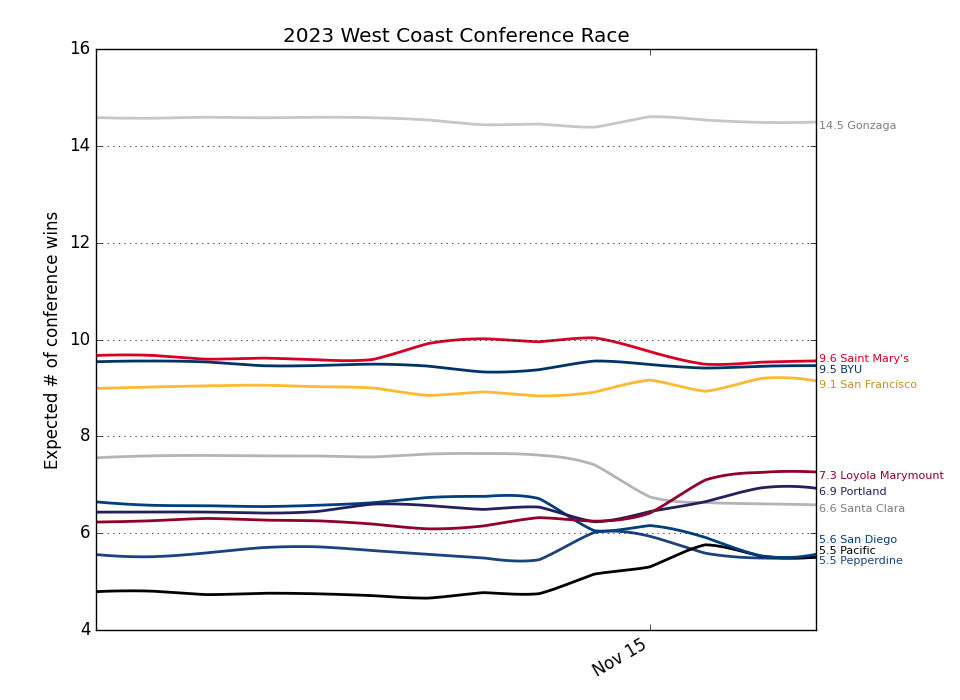 2023 West Coast Conference Race
Expected # of conference wins
16
14
12
10
8
6
4
14.5 Gonzaga
9.6 Saint Mary's
9.5 BYU
9.1 San Francisco
7.3 Loyola Marymount
6.9 Portland
6.6 Santa Clara
5.6 San Diego
5.5 Pacific
5.5 Pepperdine
Nov 15